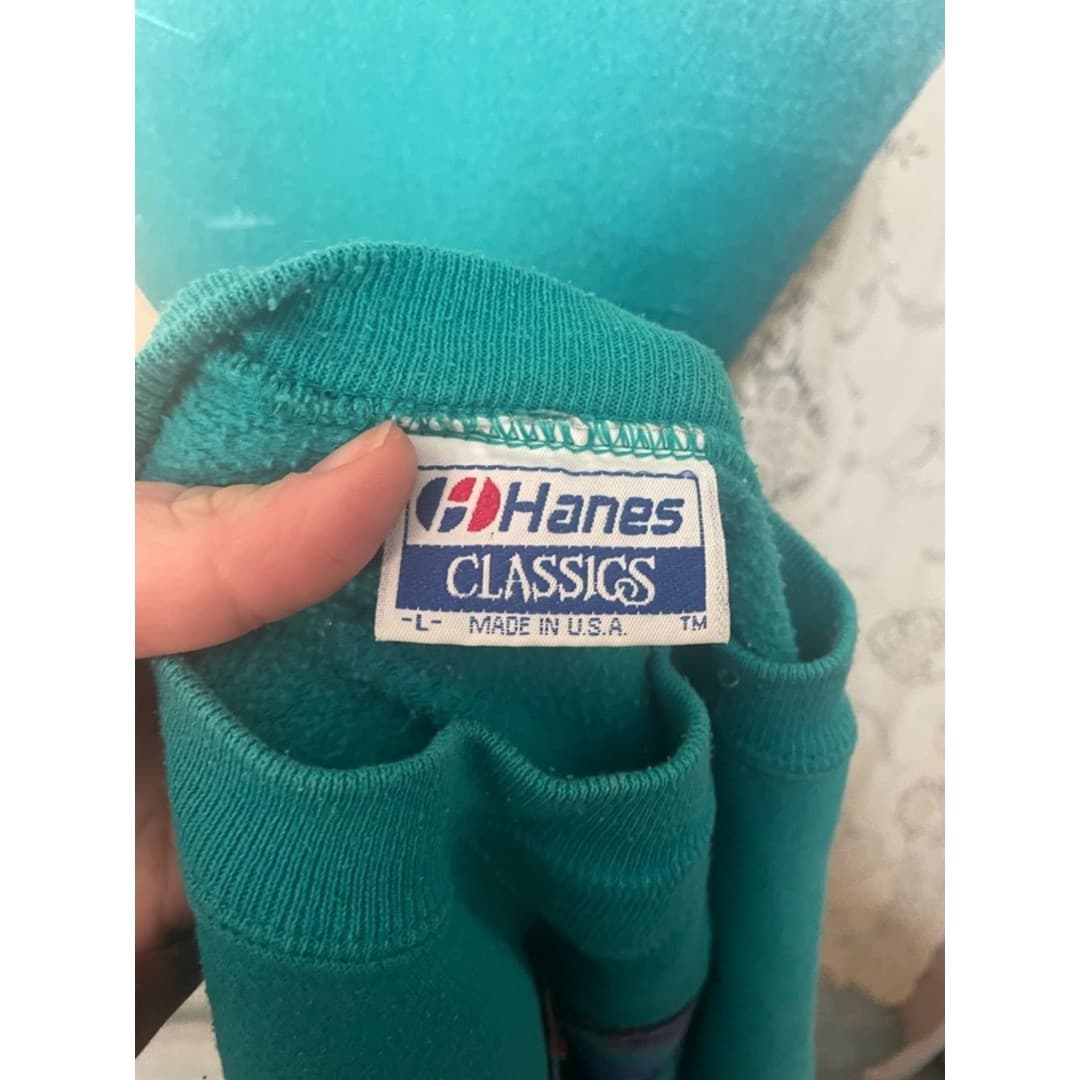 Hanes
CLASSICS
-L- MADE IN U.S.A. TM